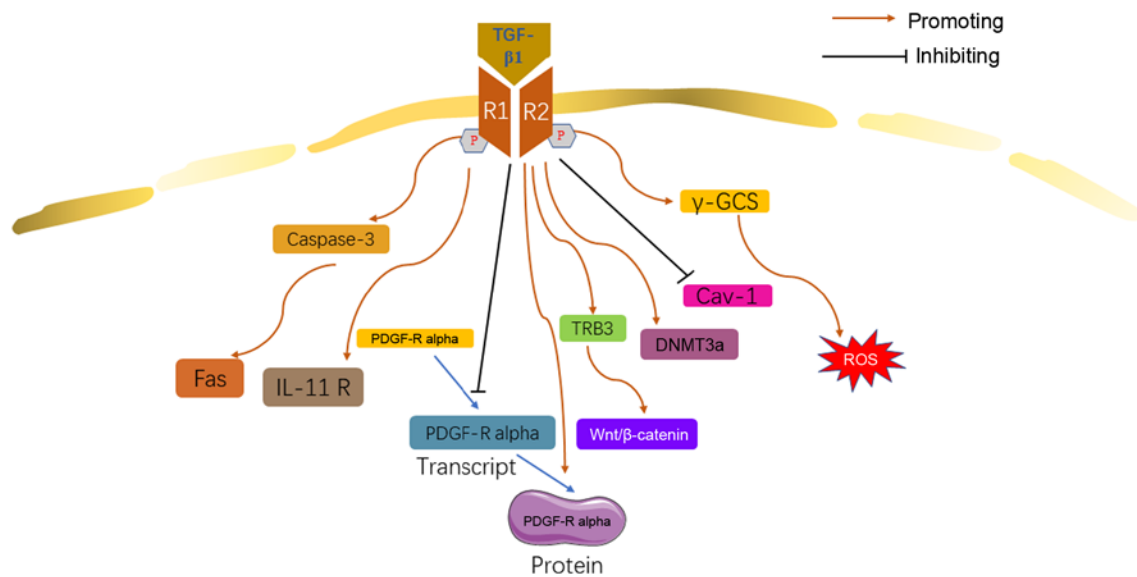 TGF-
β1
Promoting
Inhibiting
R1
R2
P
P
γ-GCS
Caspase-3
Cav-1
TRB3
DNMT3a
PDGF-R alpha
ROS
Fas
IL-11 R
PDGF-R alpha
Transcript
Wnt/β-catenin
PDGF-R alpha
Protein